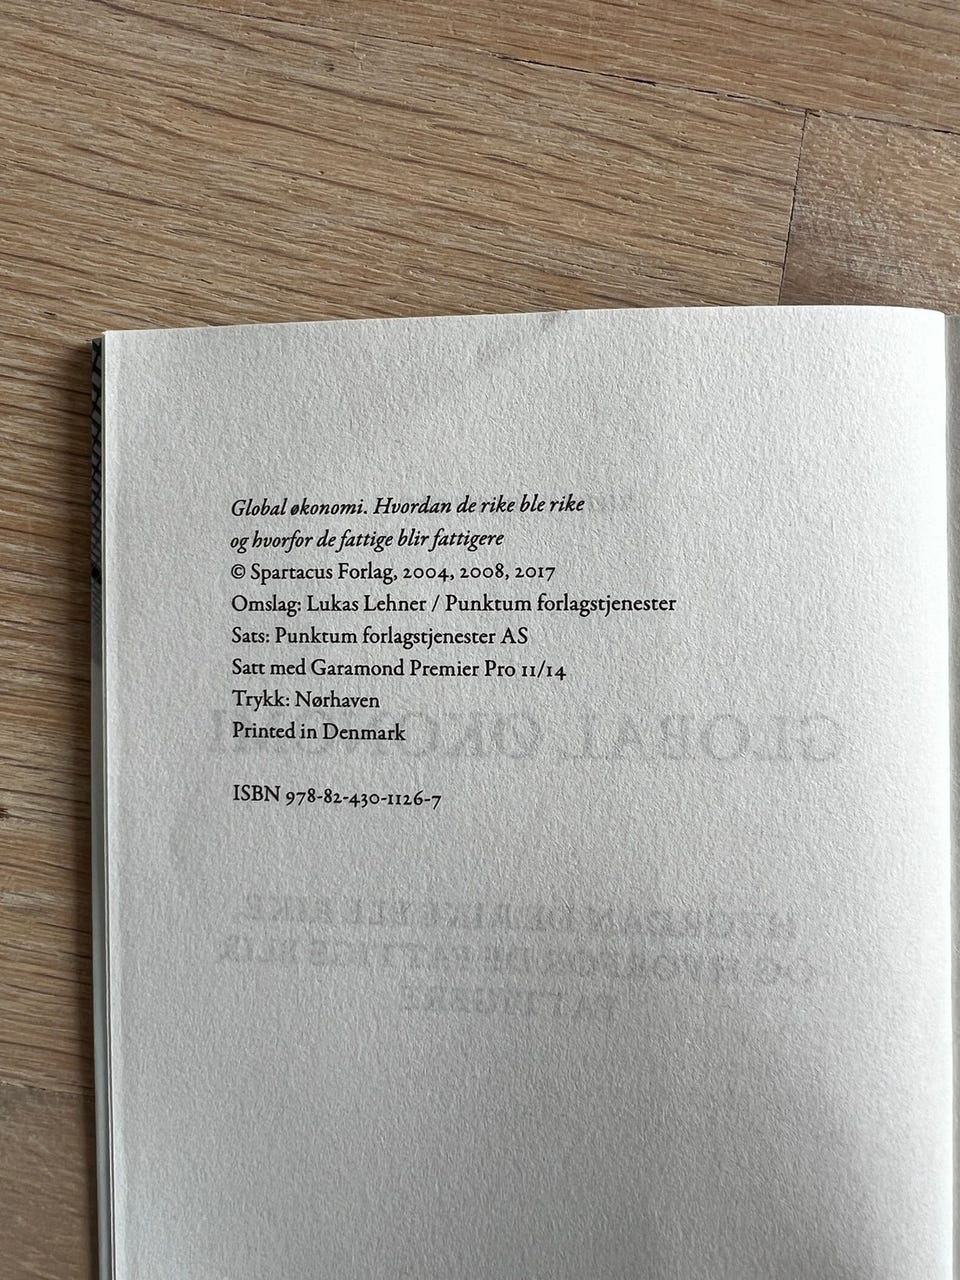 Global økonomi. Hvordan de rike ble rike
og hvorfor de fattige blir fattigere
© Spartacus Forlag, 2004, 2008, 2017
Omslag: Lukas Lehner / Punktum forlagstjenester
Sats: Punktum forlagstjenester AS
Satt med Garamond Premier Pro 11/14
Trykk: Nørhaven
Printed in Denmark
ISBN 978-82-430-1126-7